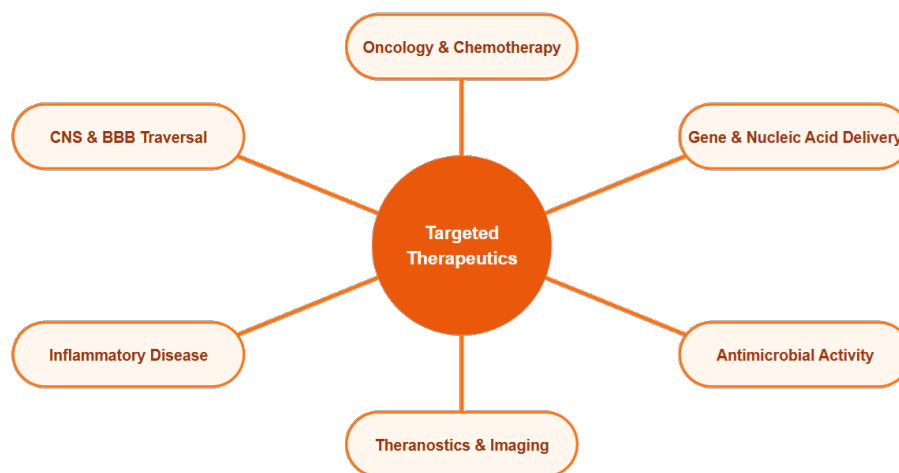 Oncology & Chemotherapy
CNS & BBB Traversal
Gene & Nucleic Acid Delivery
Targeted
Therapeutics
Inflammatory Disease
Antimicrobial Activity
Theranostics & Imaging